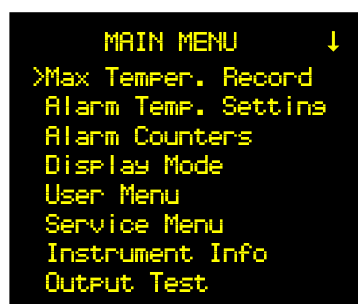 MAIN MENU ↓
>Max Temper. Record
Alarm Temp. Setting
Alarm Counters
Display Mode
User Menu
Service Menu
Instrument Info
Output Test